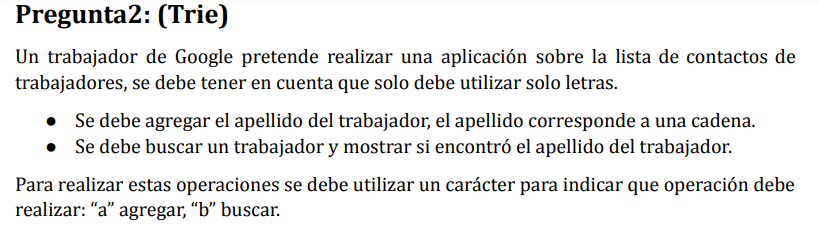 Pregunta2: (Trie)
Un trabajador de Google pretende realizar una aplicación sobre la lista de contactos de
trabajadores, se debe tener en cuenta que solo debe utilizar solo letras.
● Se debe agregar el apellido del trabajador, el apellido corresponde a una cadena.
● Se debe buscar un trabajador y mostrar si encontró el apellido del trabajador.
Para realizar estas operaciones se debe utilizar un carácter para indicar que operación debe
realizar: “a” agregar, “b” buscar.